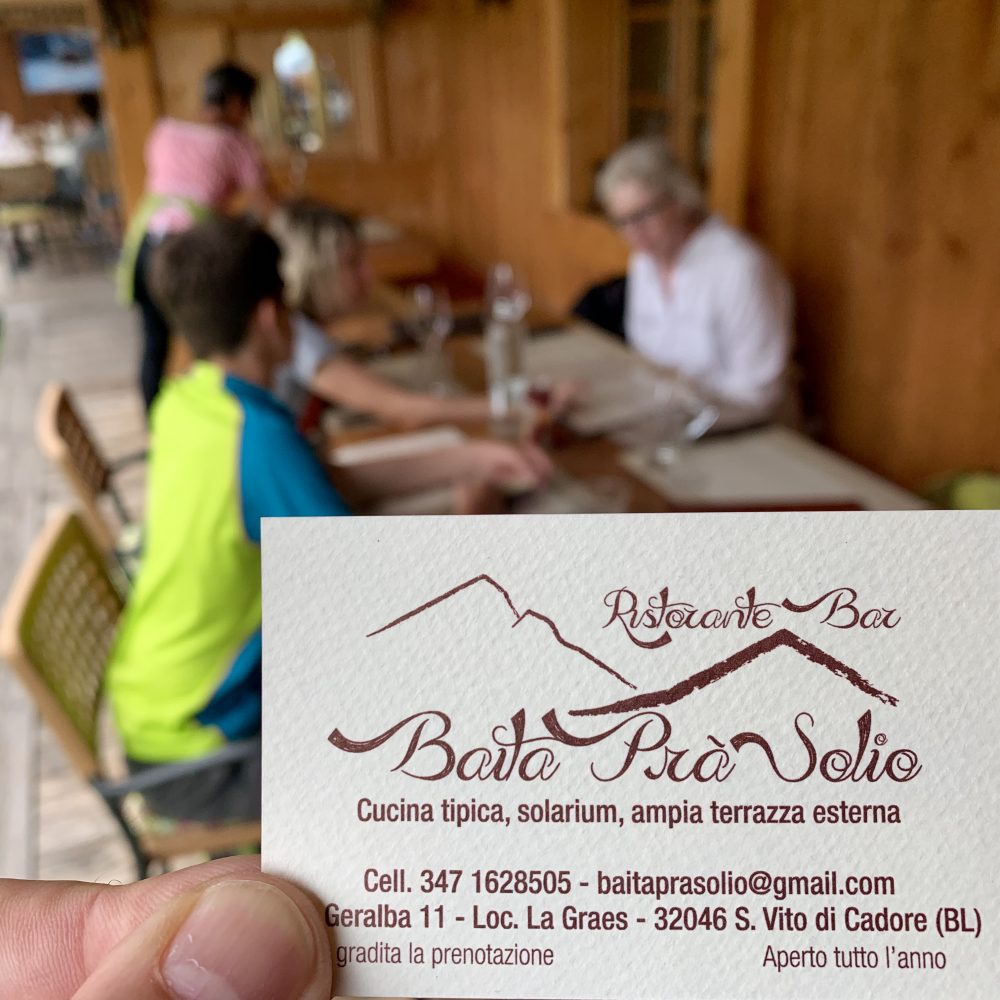 Ristorante Bar
Baita Prà Solio
Cucina tipica, solarium, ampia terrazza esterna
Cell. 347 1628505 - baitaprasolio@gmail.com
Geralba 11 - Loc. La Graes - 32046 S. Vito di Cadore (BL)
gradita la prenotazione Aperto tutto l'anno